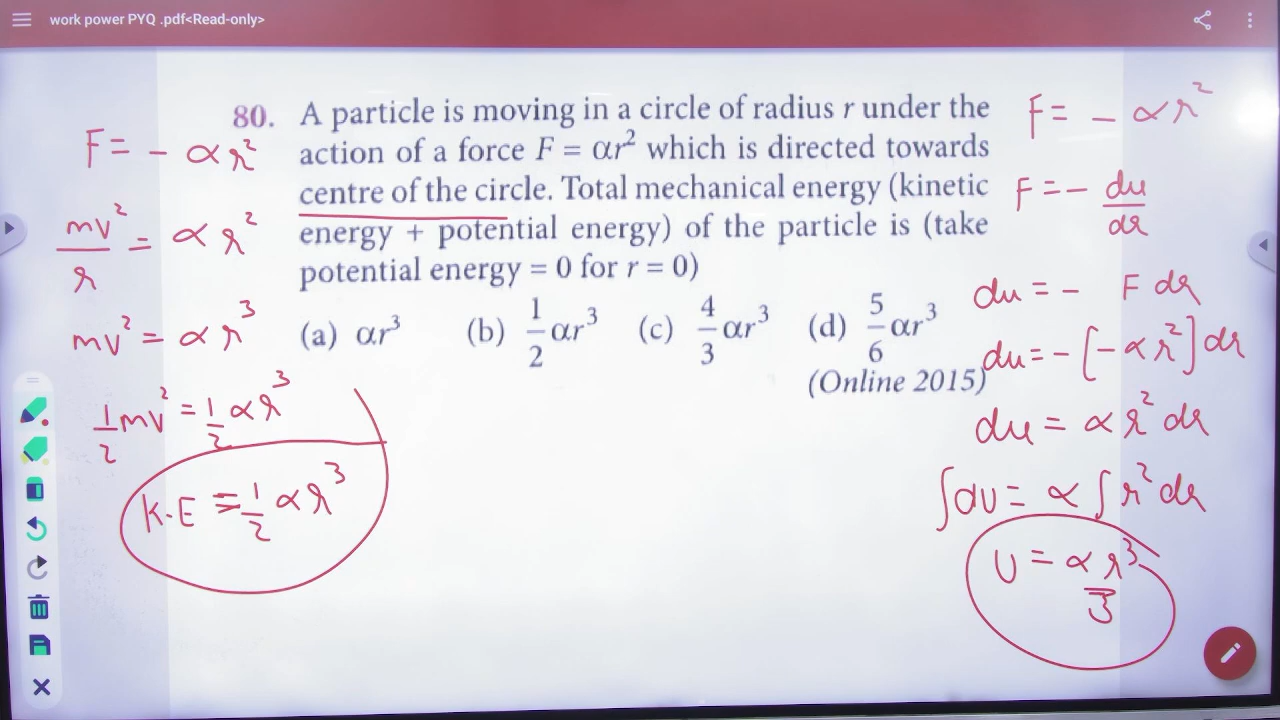 work power PYQ .pdf<Read-only>
80. A particle is moving in a circle of radius r under the
action of a force F = αr² which is directed towards
centre of the circle. Total mechanical energy (kinetic
energy + potential energy) of the particle is (take
potential energy = 0 for r = 0)
(a) αr³ (b) 1/2 αr³ (c) 4/3 αr³ (d) 5/6 αr³
(Online 2015)
F = - αr²
mv²/r = αr²
mv² = αr³
1/2 mv² = 1/2 αr³
K.E = 1/2 αr³
F = - αr²
F = - du/dr
du = - F dr
du = - [- αr²] dr
du = αr² dr
∫dU = α ∫ r² dr
U = αr³/3